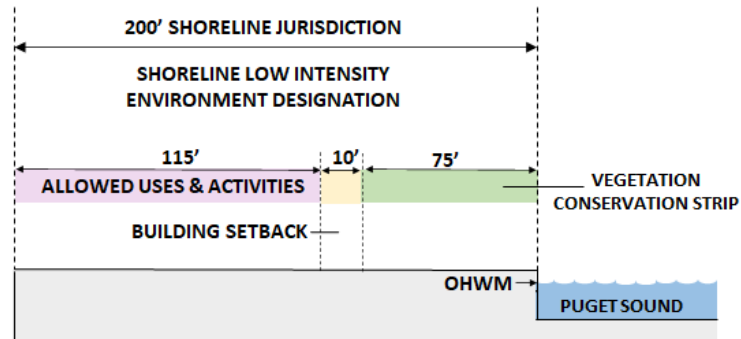 200’ SHORELINE JURISDICTION
SHORELINE LOW INTENSITY
ENVIRONMENT DESIGNATION
115’ 10’ 75’
ALLOWED USES & ACTIVITIES
VEGETATION
CONSERVATION STRIP
BUILDING SETBACK
OHWM
PUGET SOUND